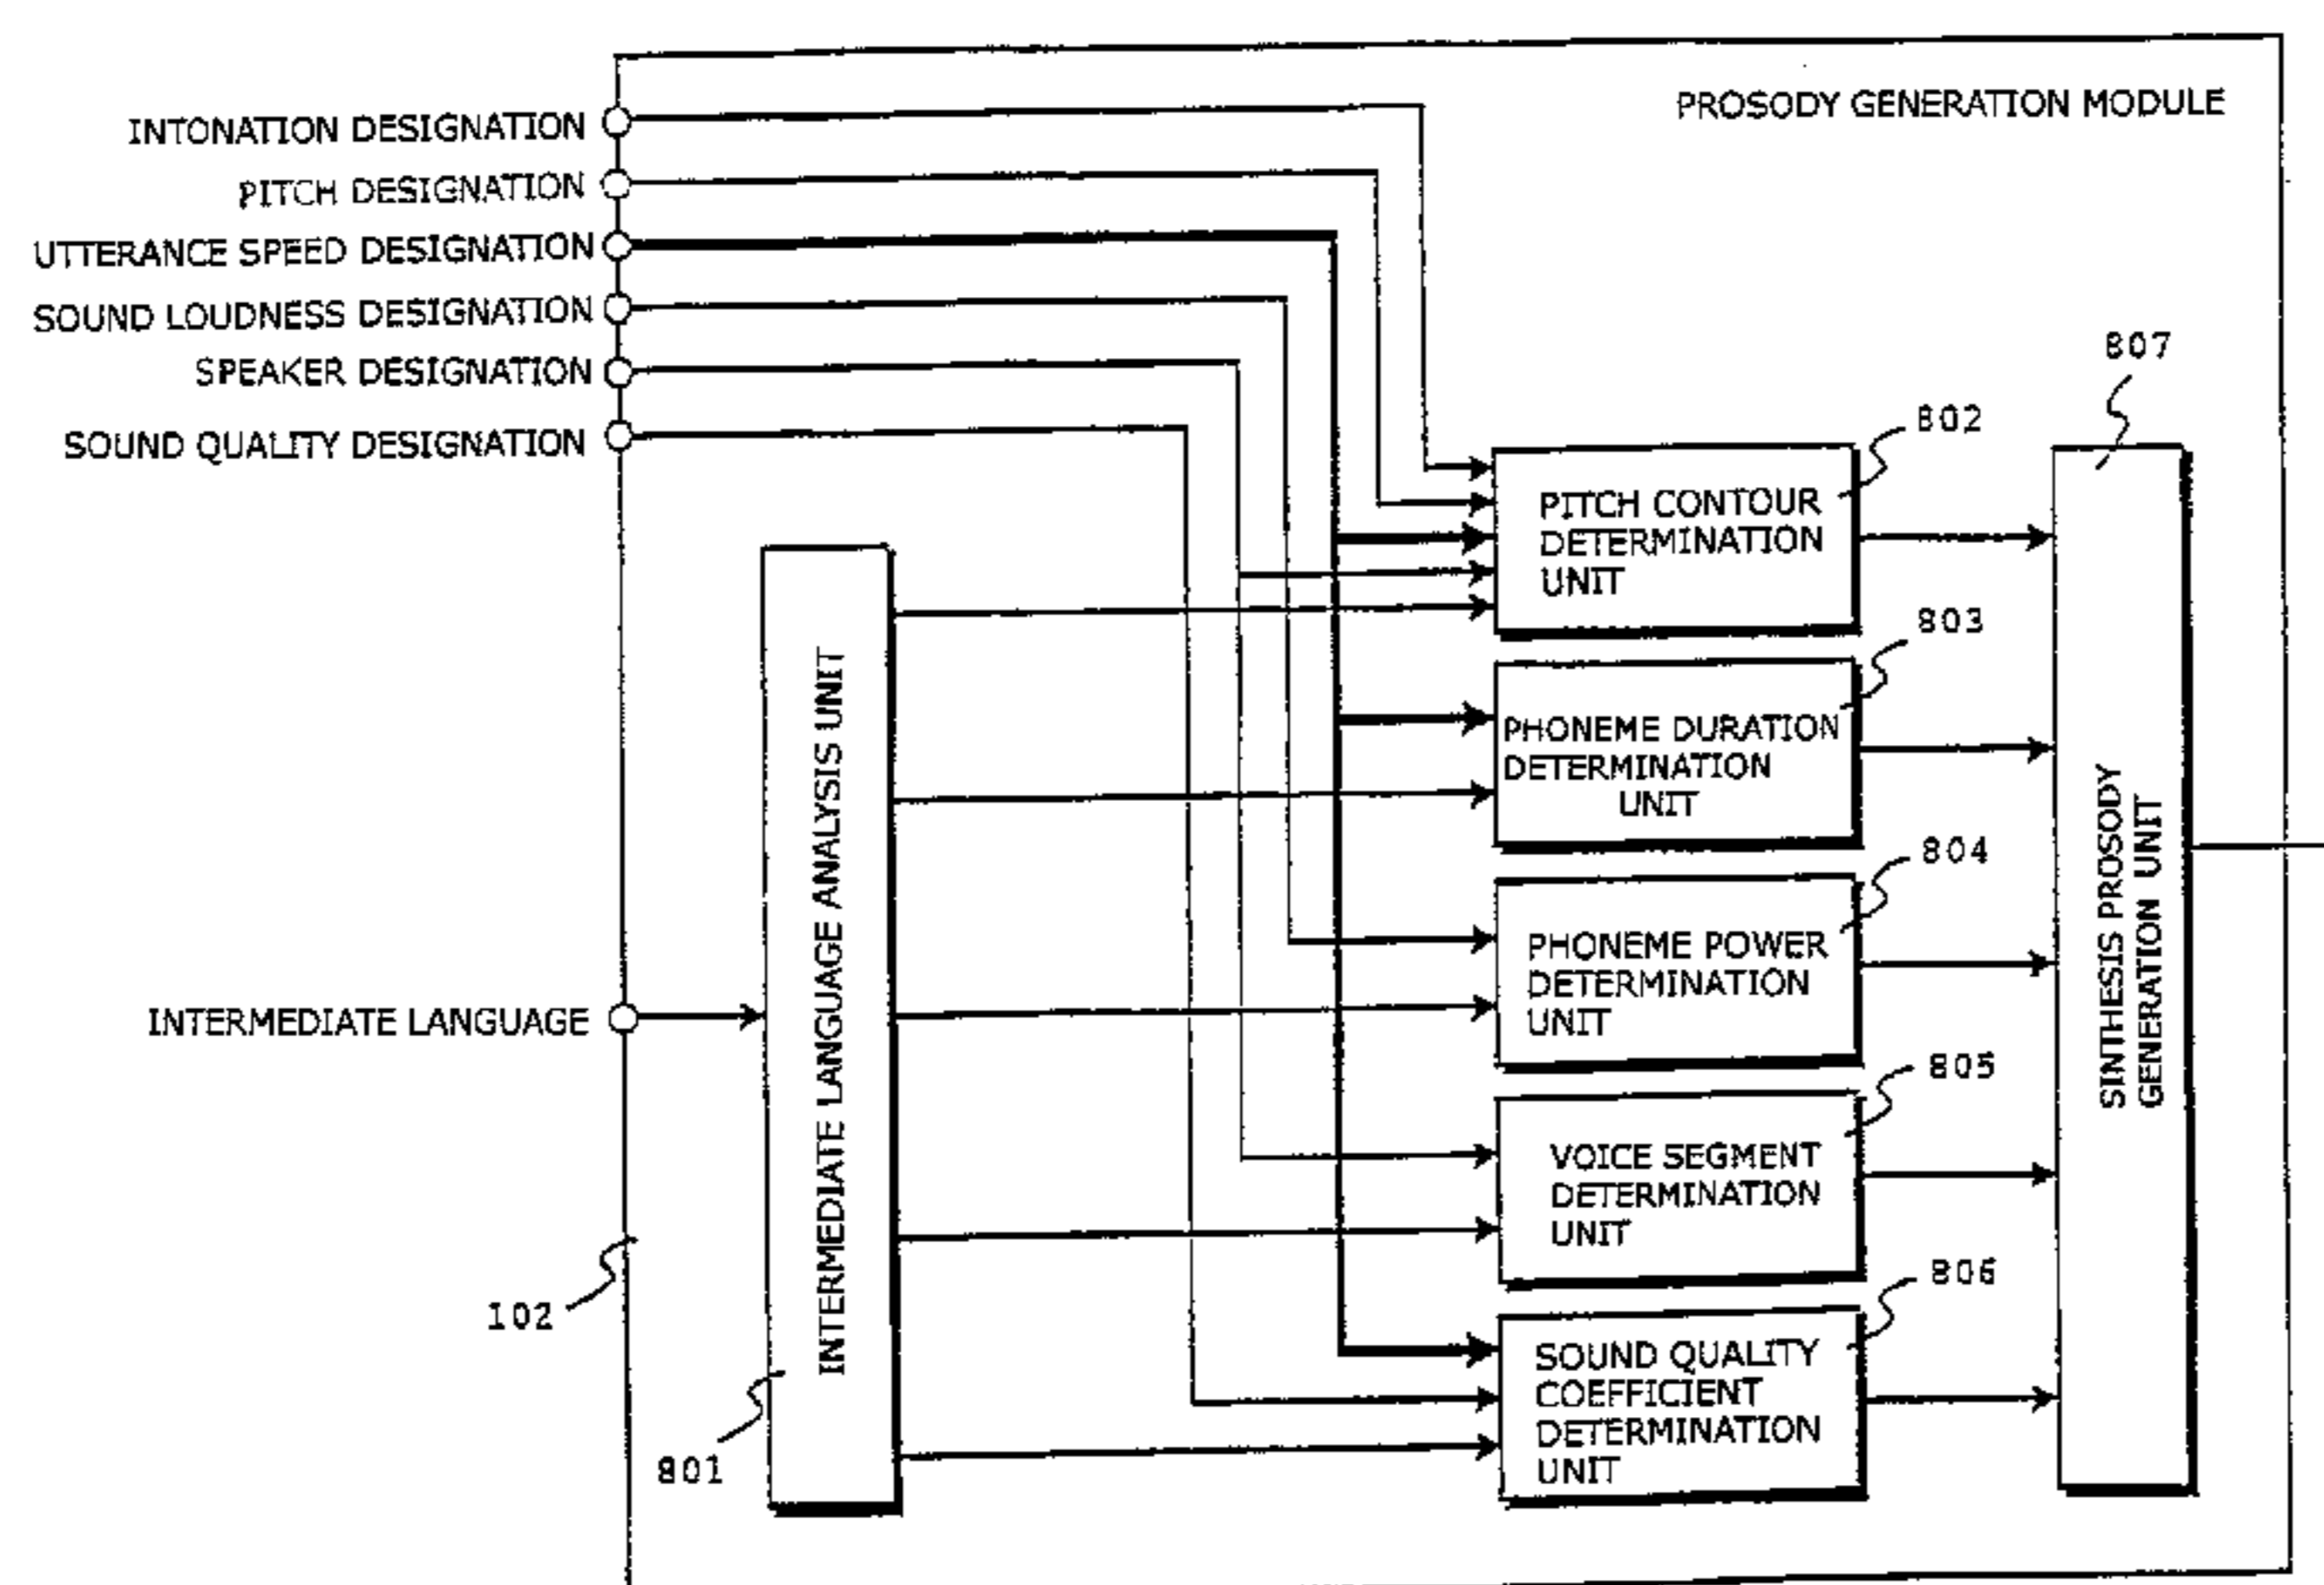 PROSODY GENERATION MODULE
INTONATION DESIGNATION
PITCH DESIGNATION
UTTERANCE SPEED DESIGNATION
SOUND LOUDNESS DESIGNATION
SPEAKER DESIGNATION
SOUND QUALITY DESIGNATION
INTERMEDIATE LANGUAGE
102
801
INTERMEDIATE LANGUAGE ANALYSIS UNIT
802
PITCH CONTOUR
DETERMINATION
UNIT
803
PHONEME DURATION
DETERMINATION
UNIT
804
PHONEME POWER
DETERMINATION
UNIT
805
VOICE SEGMENT
DETERMINATION
UNIT
806
SOUND QUALITY
COEFFICIENT
DETERMINATION
UNIT
807
SINTHESIS PROSODY
GENERATION UNIT